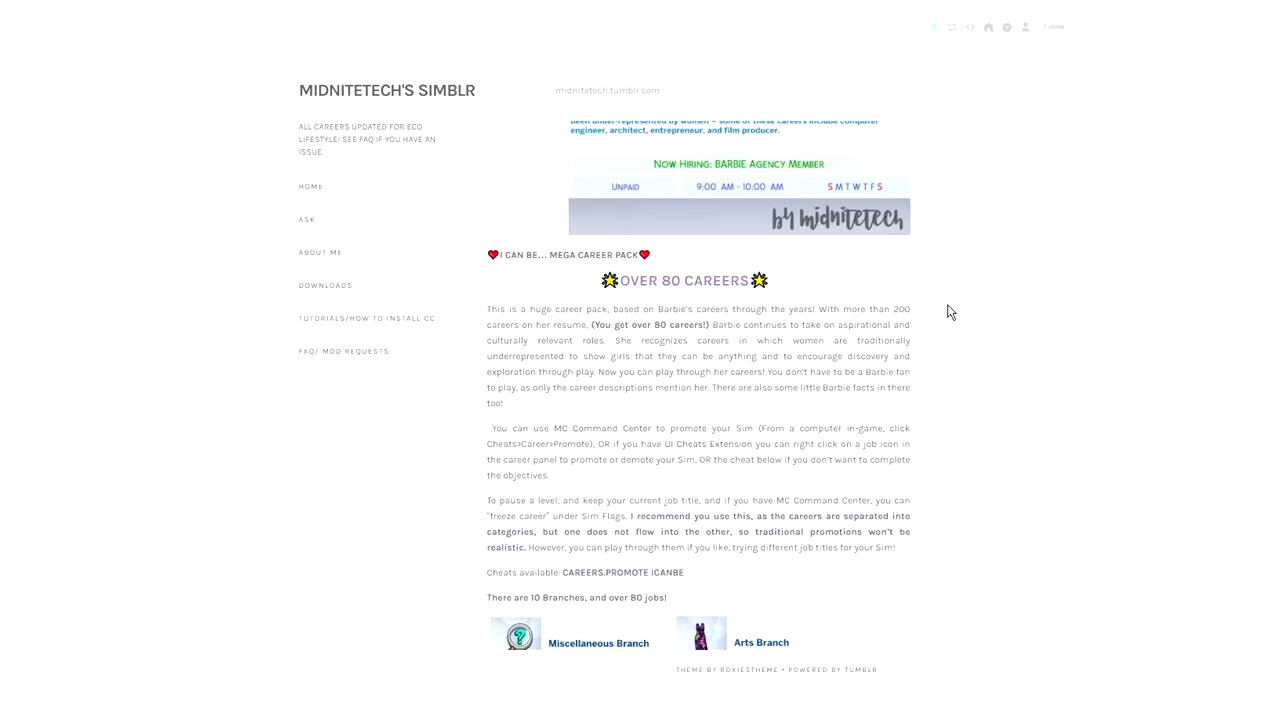 Follow
MIDNITETECH'S SIMBLR
midnitetech.tumblr.com
ALL CAREERS UPDATED FOR ECO
LIFESTYLE! SEE FAQ IF YOU HAVE AN
ISSUE.
HOME
ASK
ABOUT ME
DOWNLOADS
TUTORIALS/HOW TO INSTALL CC
FAQ/ MOD REQUESTS
been under-represented by women – some of these careers include computer
engineer, architect, entrepreneur, and film producer.
NOW HIRING: BARBIE AGENCY MEMBER
UNPAID 9:00 AM - 10:00 AM S M T W T F S
by midnitetech
I CAN BE... MEGA CAREER PACK
OVER 80 CAREERS
This is a huge career pack, based on Barbie's careers through the years! With more than 200
careers on her resume, (You get over 80 careers!) Barbie continues to take on aspirational and
culturally relevant roles. She recognizes careers in which women are traditionally
underrepresented to show girls that they can be anything and to encourage discovery and
exploration through play. Now you can play through her careers! You don't have to be a Barbie fan
to play, as only the career descriptions mention her. There are also some little Barbie facts in there
too!
You can use MC Command Center to promote your Sim (From a computer in-game, click
Cheats>Career>Promote), OR if you have UI Cheats Extension you can right click on a job icon in
the career panel to promote or demote your Sim, OR the cheat below if you don't want to complete
the objectives.
To pause a level, and keep your current job title, and if you have MC Command Center, you can
"freeze career" under Sim Flags. I recommend you use this, as the careers are separated into
categories, but one does not flow into the other, so traditional promotions won't be
realistic. However, you can play through them if you like, trying different job titles for your Sim!
Cheats available: CAREERS.PROMOTE ICANBE
There are 10 Branches, and over 80 jobs!
Miscellaneous Branch Arts Branch
THEME BY ROXIESTHEME • POWERED BY TUMBLR